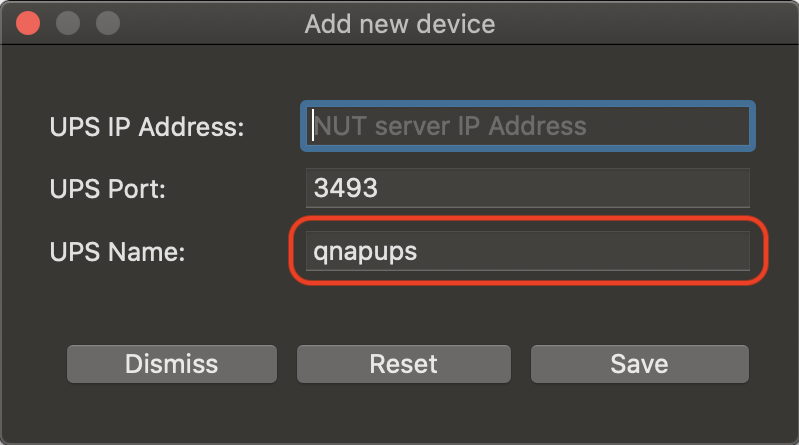 Add new device
UPS IP Address: NUT server IP Address
UPS Port: 3493
UPS Name: qnapups
Dismiss Reset Save